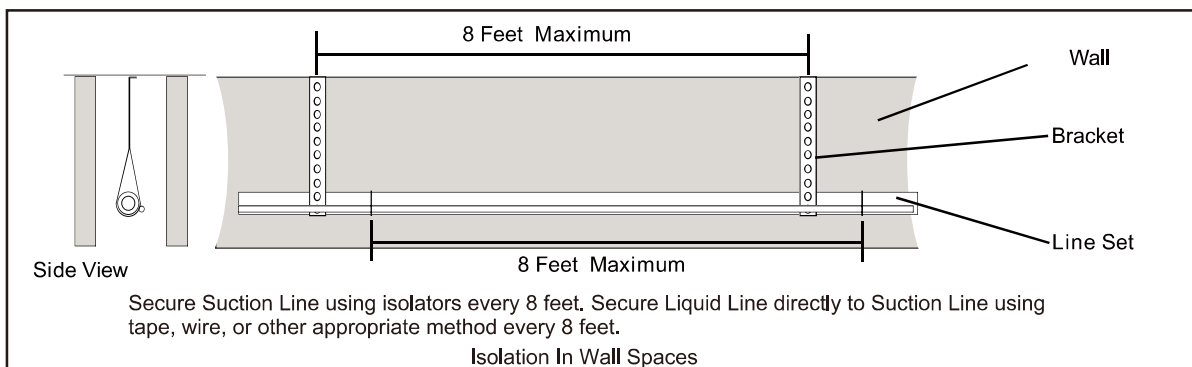 8 Feet Maximum
Wall
Bracket
Line Set
8 Feet Maximum
Side View
Secure Suction Line using isolators every 8 feet. Secure Liquid Line directly to Suction Line using
tape, wire, or other appropriate method every 8 feet.
Isolation In Wall Spaces